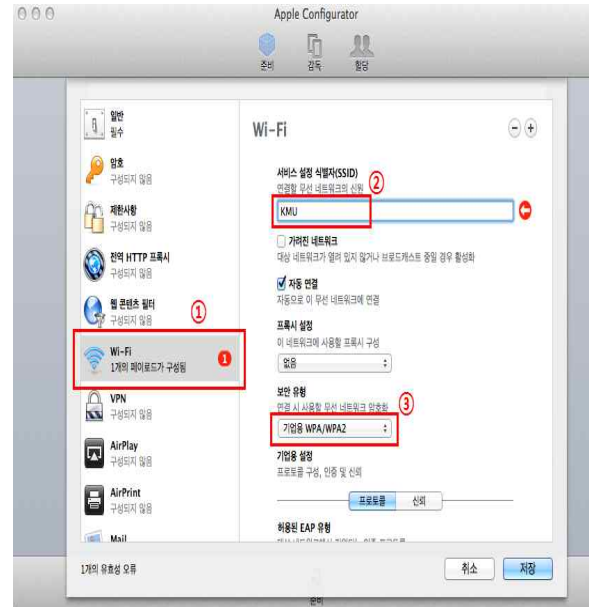 Apple Configurator
준비
감독
할당
일반
필수
암호
구성되지 않음
제한사항
구성되지 않음
전역 HTTP 프록시
구성되지 않음
웹 콘텐츠 필터
구성되지 않음
①
Wi-Fi
1개의 페이로드가 구성됨
1
VPN
구성되지 않음
AirPlay
구성되지 않음
AirPrint
구성되지 않음
Mail
Wi-Fi
서비스 설정 식별자(SSID)
연결할 무선 네트워크의 신원
②
KMU
가려진 네트워크
대상 네트워크가 열려 있지 않거나 브로드캐스트 중일 경우 활성화
자동 연결
자동으로 이 무선 네트워크에 연결
프록시 설정
이 네트워크에 사용할 프록시 구성
없음
보안 유형
연결 시 사용할 무선 네트워크 암호화
③
기업용 WPA/WPA2
기업용 설정
프로토콜 구성, 인증 및 신뢰
프로토콜 신뢰
허용된 EAP 유형
1개의 유효성 오류
취소 저장
준비